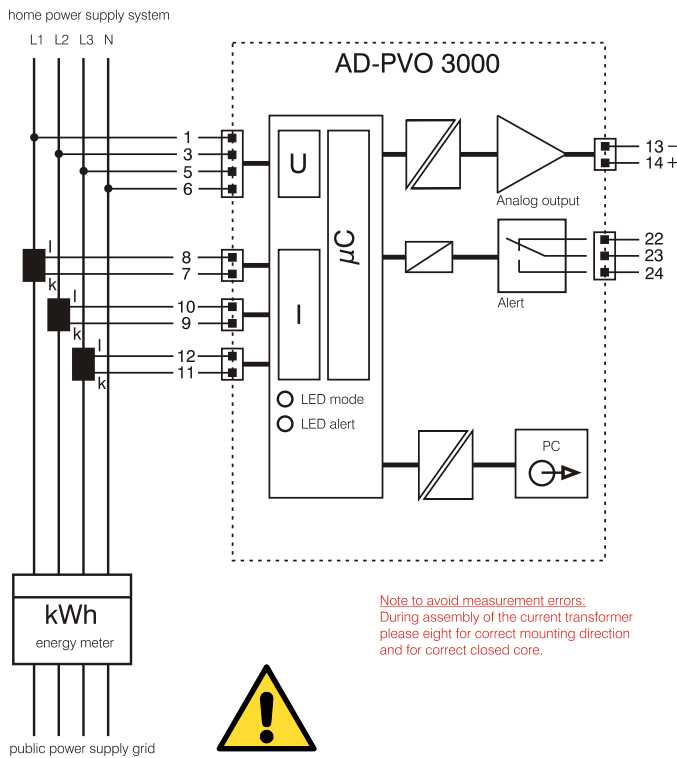 home power supply system
L1 L2 L3 N
AD-PVO 3000
1
3
5
6
U
µC
13 -
14 +
Analog output
l
8
7
k
22
23
24
Alert
l
10
9
k
I
l
12
11
k
LED mode
LED alert
PC
kWh
energy meter
Note to avoid measurement errors:
During assembly of the current transformer
please eight for correct mounting direction
and for correct closed core.
!
public power supply grid